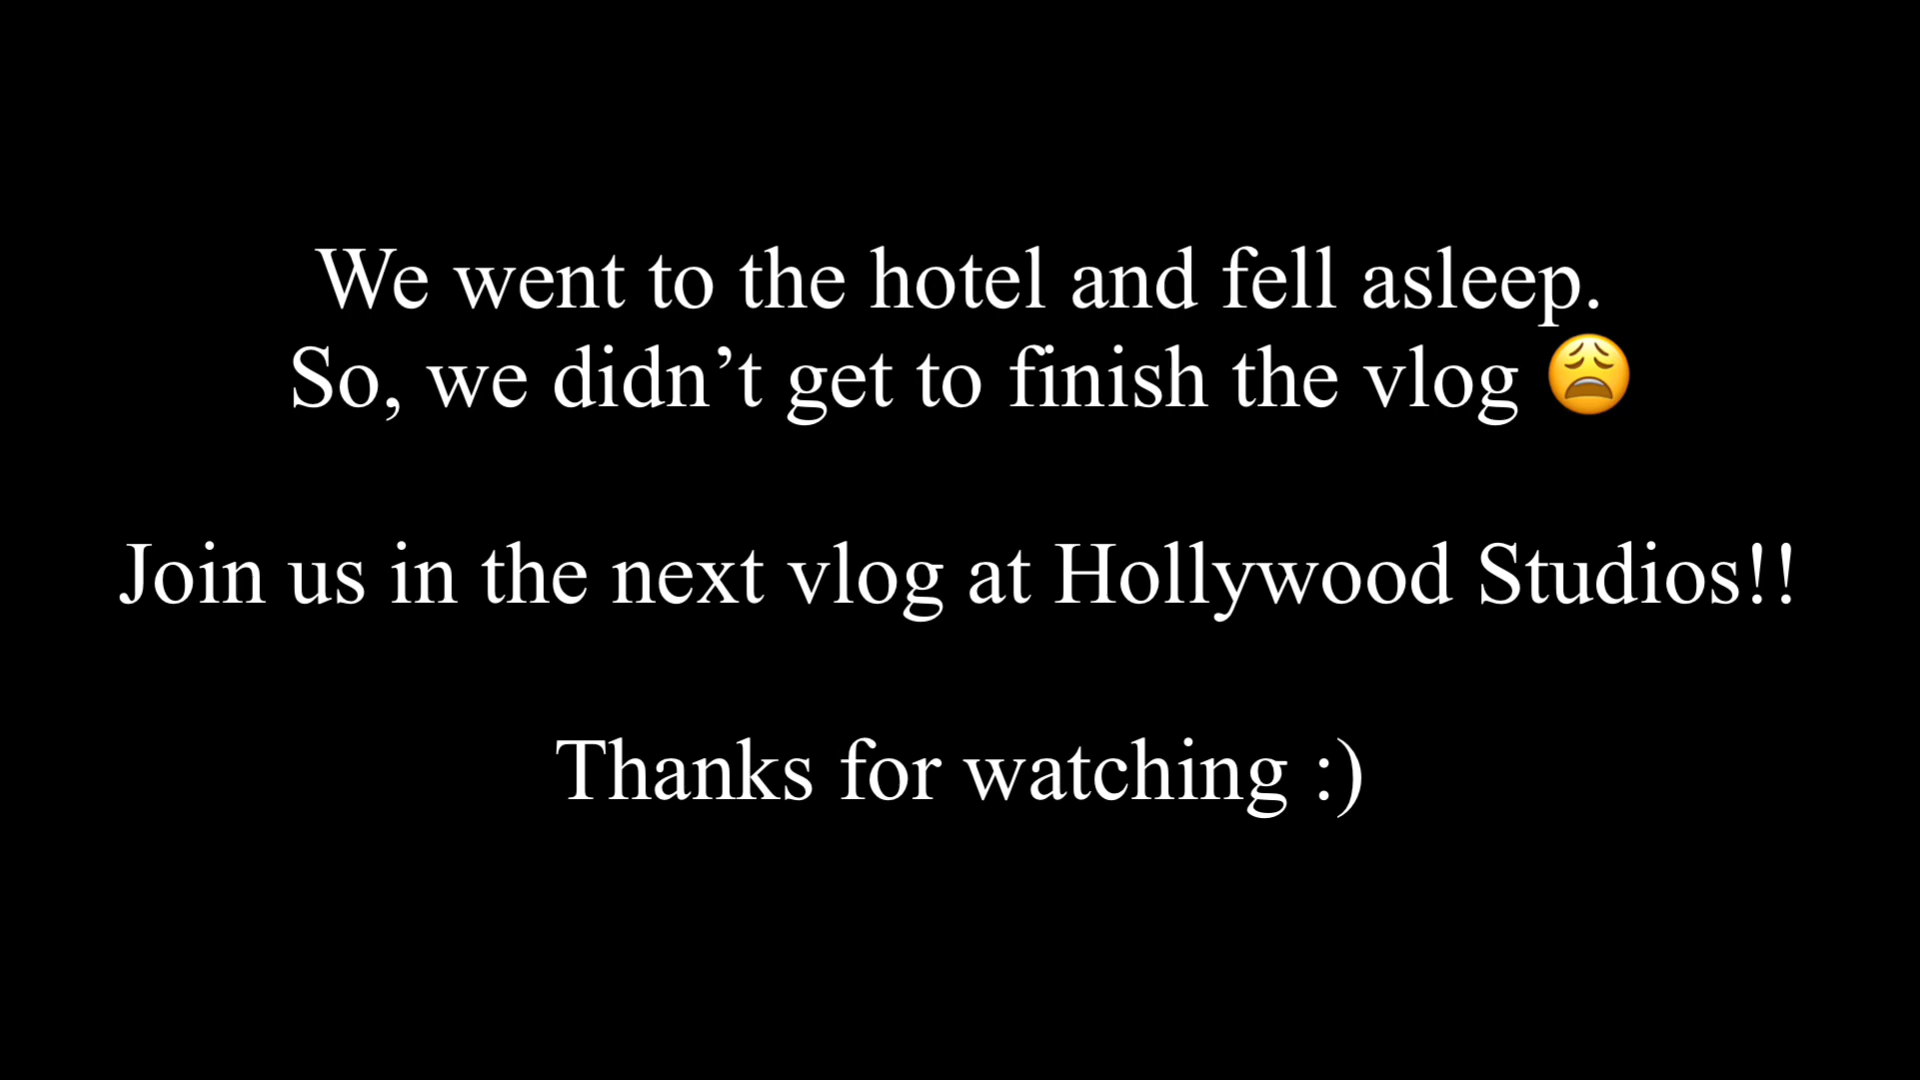 We went to the hotel and fell asleep.
So, we didn’t get to finish the vlog 😩
Join us in the next vlog at Hollywood Studios!!
Thanks for watching :)